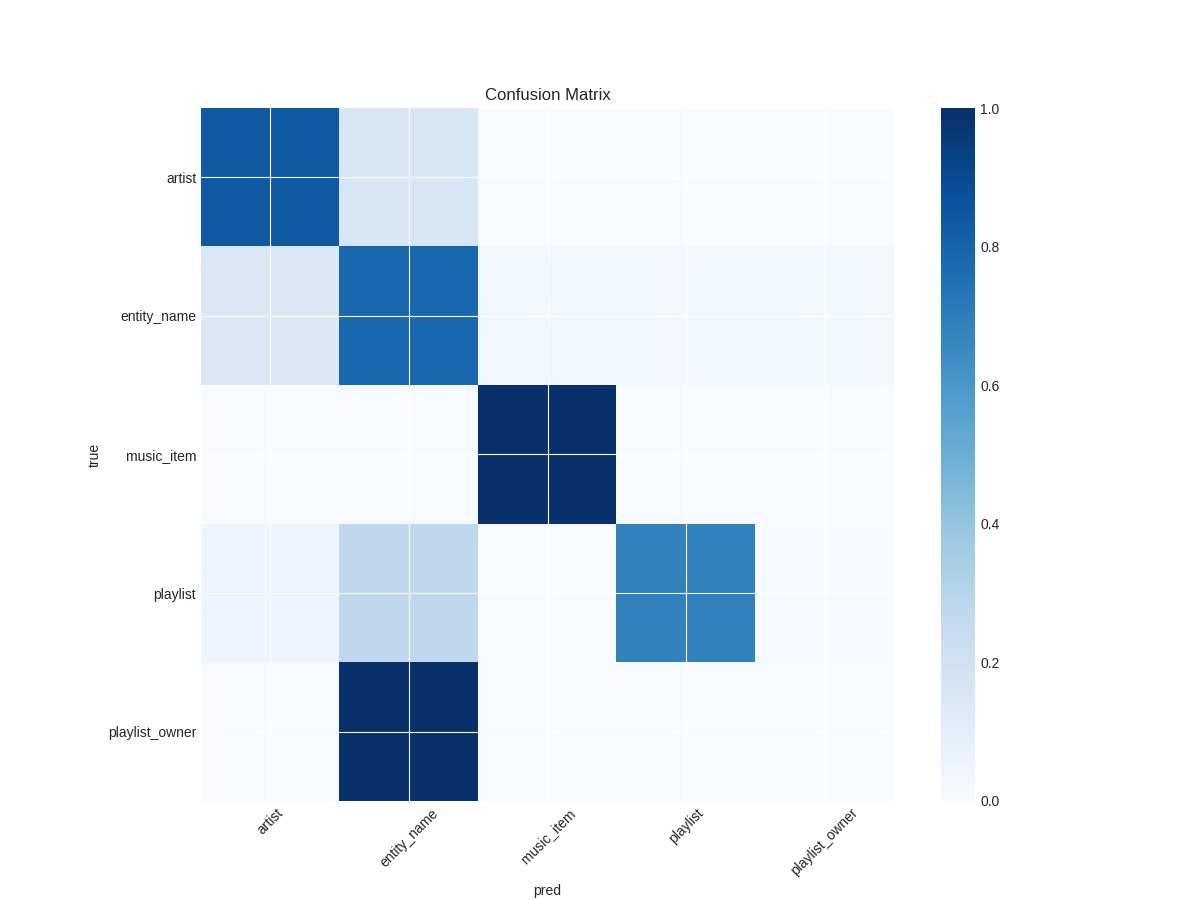 Confusion Matrix
artist
entity_name
music_item
playlist
playlist_owner
true
artist
entity_name
music_item
playlist
playlist_owner
pred
1.0
0.8
0.6
0.4
0.2
0.0